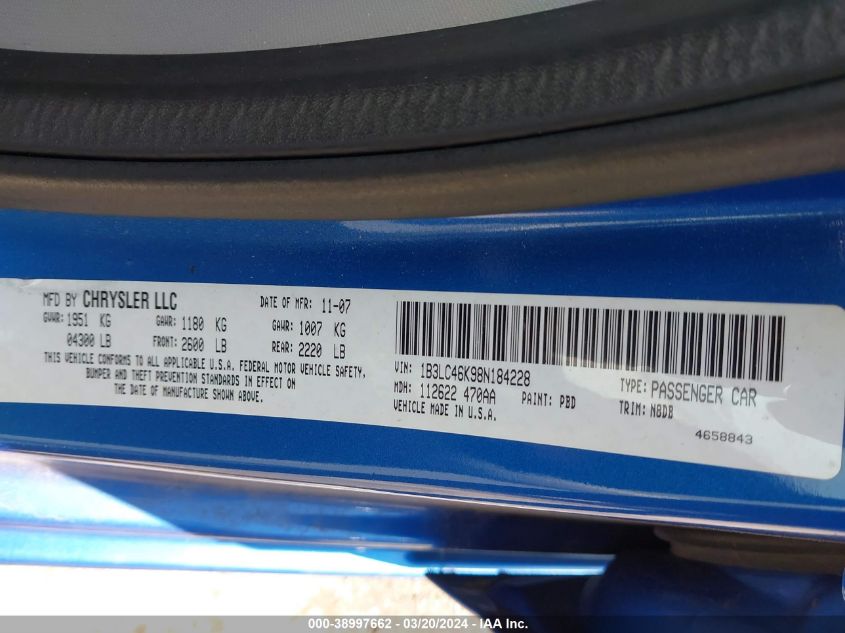 MFD BY CHRYSLER LLC DATE OF MFR: 11-07
GVWR: 1951 KG GAWR: 1180 KG GAWR: 1007 KG
04300 LB FRONT: 2600 LB REAR: 2220 LB
THIS VEHICLE CONFORMS TO ALL APPLICABLE U.S.A. FEDERAL MOTOR VEHICLE SAFETY,
BUMPER AND THEFT PREVENTION STANDARDS IN EFFECT ON
THE DATE OF MANUFACTURE SHOWN ABOVE.
VIN: 1B3LC46K98N184228 TYPE: PASSENGER CAR
MDH: 112622 470AA PAINT: PBD TRIM: N8DB
VEHICLE MADE IN U.S.A.
4658843
000-38997662 — 03/20/2024 — IAA Inc.